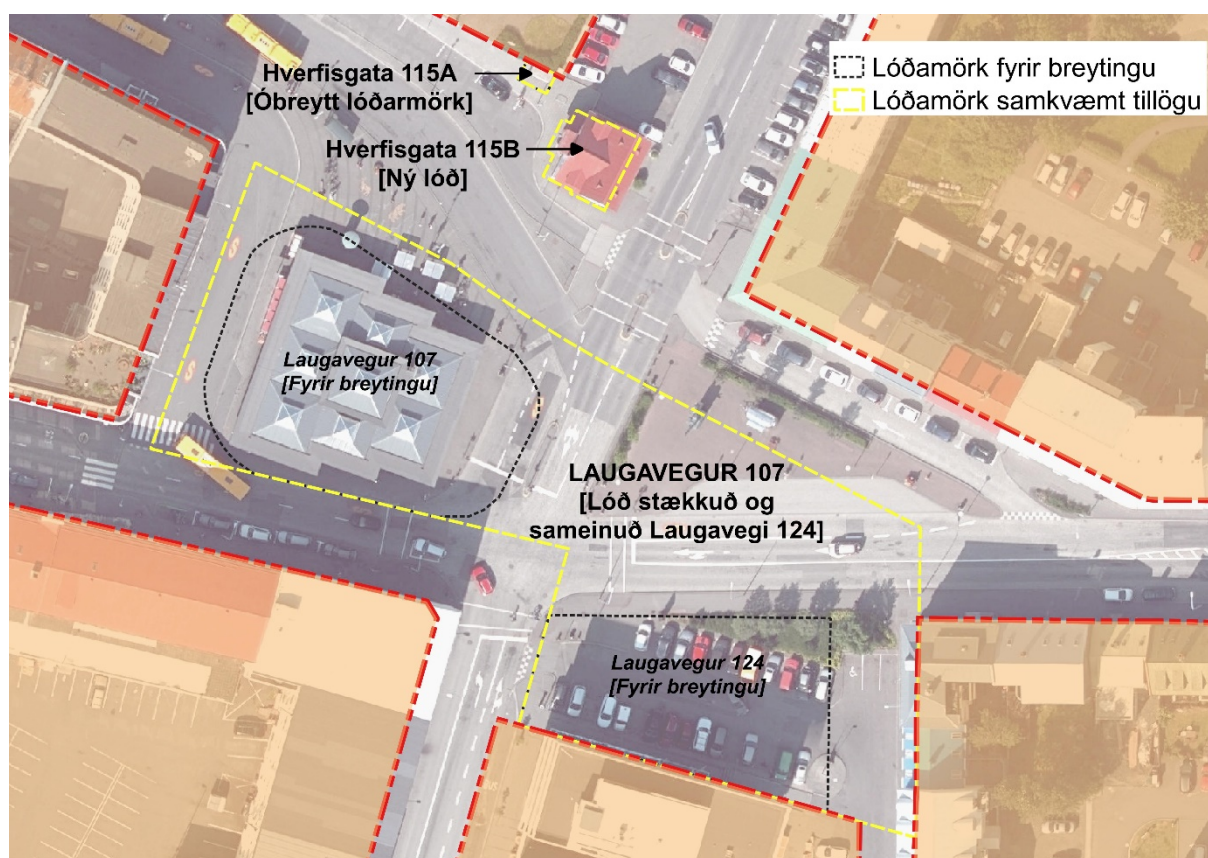 Hverfisgata 115A
[Óbreytt lóðarmörk]
Hverfisgata 115B
[Ný lóð]
Lóðamörk fyrir breytingu
Lóðamörk samkvæmt tillögu
Laugavegur 107
[Fyrir breytingu]
LAUGAVEGUR 107
[Lóð stækkuð og
sameinuð Laugavegi 124]
Laugavegur 124
[Fyrir breytingu]